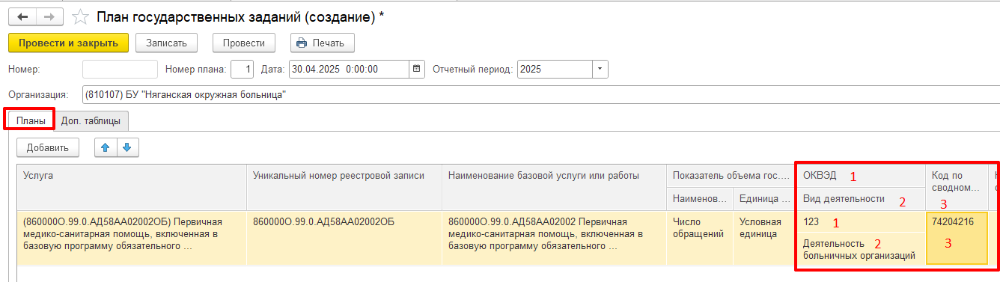 План государственных заданий (создание) *
Провести и закрыть Записать Провести Печать
Номер: Номер плана: 1 Дата: 30.04.2025 0:00:00 Отчетный период: 2025
Организация: (810107) БУ "Няганская окружная больница"
Планы Доп. таблицы
Добавить
Услуга Уникальный номер реестровой записи Наименование базовой услуги или работы Показатель объема гос.... ОКВЭД 1 Код по
сводном...
Наименов... Единица ... Вид деятельности 2 3
(860000О.99.0.АД58АА02002ОБ) Первичная
медико-санитарная помощь, включенная в
базовую программу обязательного ...
860000О.99.0.АД58АА02002ОБ
860000О.99.0.АД58АА02002 Первичная
медико-санитарная помощь, включенная в
базовую программу обязательного ...
Число
обращений
Условная
единица
123 1
Деятельность 2
больничных организаций
74204216
3